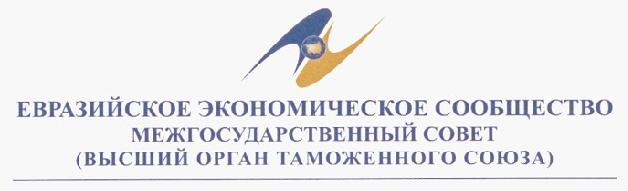 ЕВРАЗИЙСКОЕ ЭКОНОМИЧЕСКОЕ СООБЩЕСТВО
МЕЖГОСУДАРСТВЕННЫЙ СОВЕТ
(ВЫСШИЙ ОРГАН ТАМОЖЕННОГО СОЮЗА)